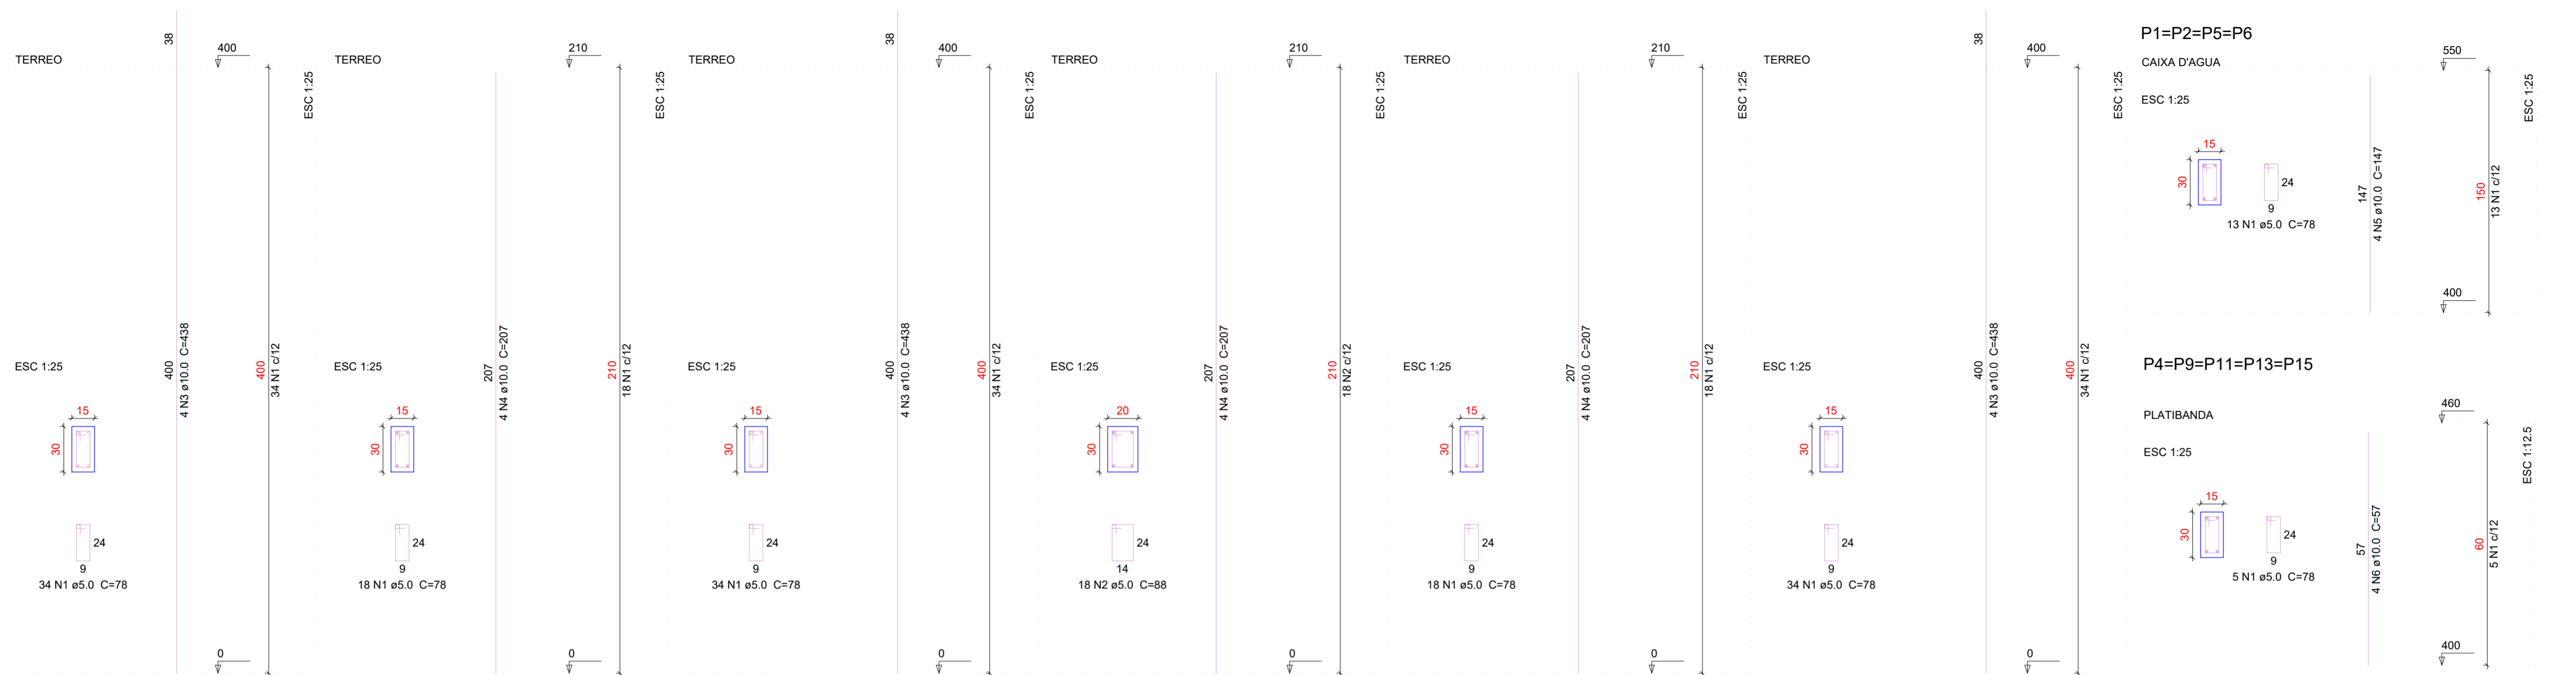 TERREO
38
400
ESC 1:25
ESC 1:25
400
4 N3 ø10.0  C=438
400
34 N1 c/12
15
30
24
9
34 N1 ø5.0  C=78
0
TERREO
210
ESC 1:25
ESC 1:25
207
4 N4 ø10.0  C=207
210
18 N1 c/12
15
30
24
9
18 N1 ø5.0  C=78
0
TERREO
38
400
ESC 1:25
ESC 1:25
400
4 N3 ø10.0  C=438
400
34 N1 c/12
15
30
24
9
34 N1 ø5.0  C=78
0
TERREO
210
ESC 1:25
ESC 1:25
207
4 N4 ø10.0  C=207
210
18 N2 c/12
20
30
24
14
18 N2 ø5.0  C=88
0
TERREO
210
ESC 1:25
ESC 1:25
207
4 N4 ø10.0  C=207
210
18 N1 c/12
15
30
24
9
18 N1 ø5.0  C=78
0
TERREO
38
400
ESC 1:25
ESC 1:25
400
4 N3 ø10.0  C=438
400
34 N1 c/12
15
30
24
9
34 N1 ø5.0  C=78
0
P1=P2=P5=P6
CAIXA D'AGUA
550
ESC 1:25
ESC 1:25
15
30
24
9
13 N1 ø5.0  C=78
147
4 N5 ø10.0  C=147
150
13 N1 c/12
400
P4=P9=P11=P13=P15
PLATIBANDA
460
ESC 1:25
ESC 1:12.5
15
30
24
9
5 N1 ø5.0  C=78
57
4 N6 ø10.0  C=57
60
5 N1 c/12
400